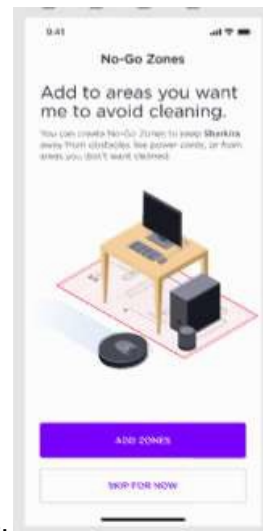 9:41
No-Go Zones
Add to areas you want
me to avoid cleaning.
You can create No-Go Zones to keep Sharkira
away from obstacles like power cords, or from
areas you don't want cleaned.
ADD ZONES
SKIP FOR NOW